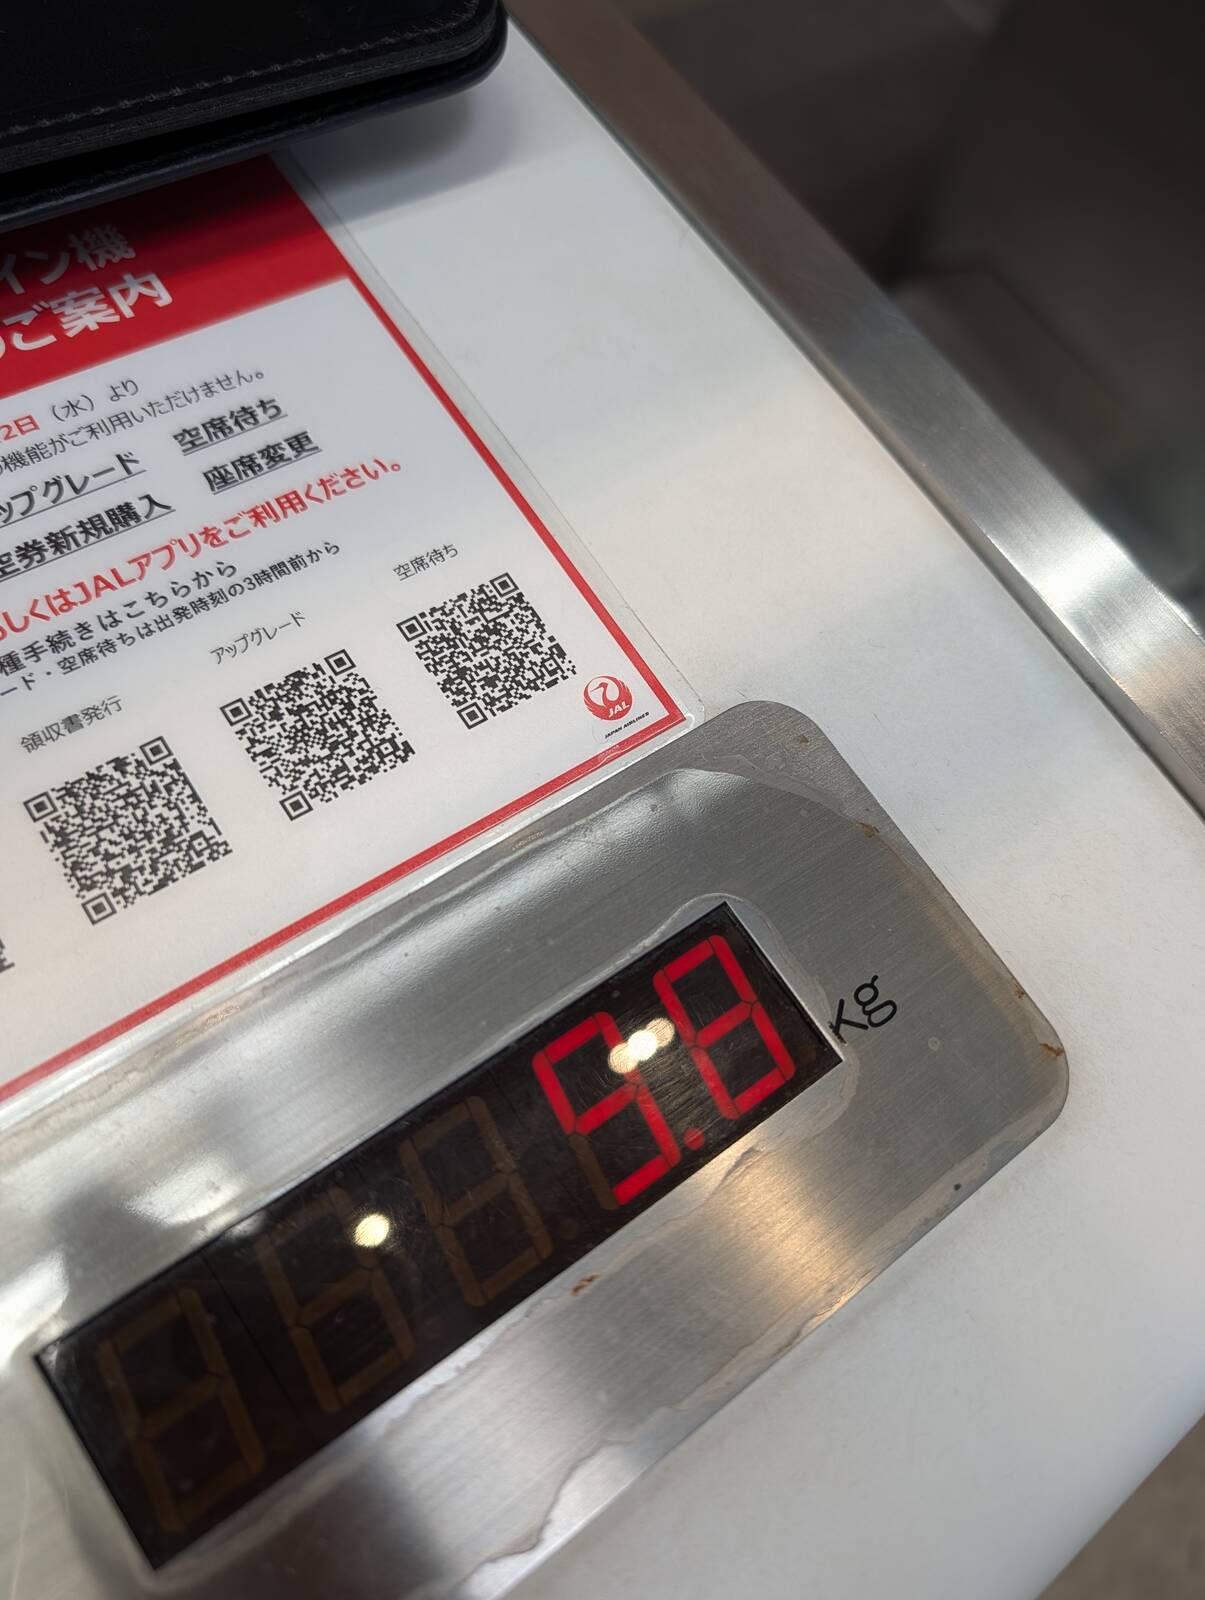 イン機
ご案内
2日（水）より
機能がご利用いただけません。
ップグレード 空席待ち
空券新規購入 座席変更
しくはJALアプリをご利用ください。
種手続きはこちらから
ード・空席待ちは出発時刻の3時間前から
領収書発行 アップグレード 空席待ち
JAL
JAPAN AIRLINES
9.8 kg